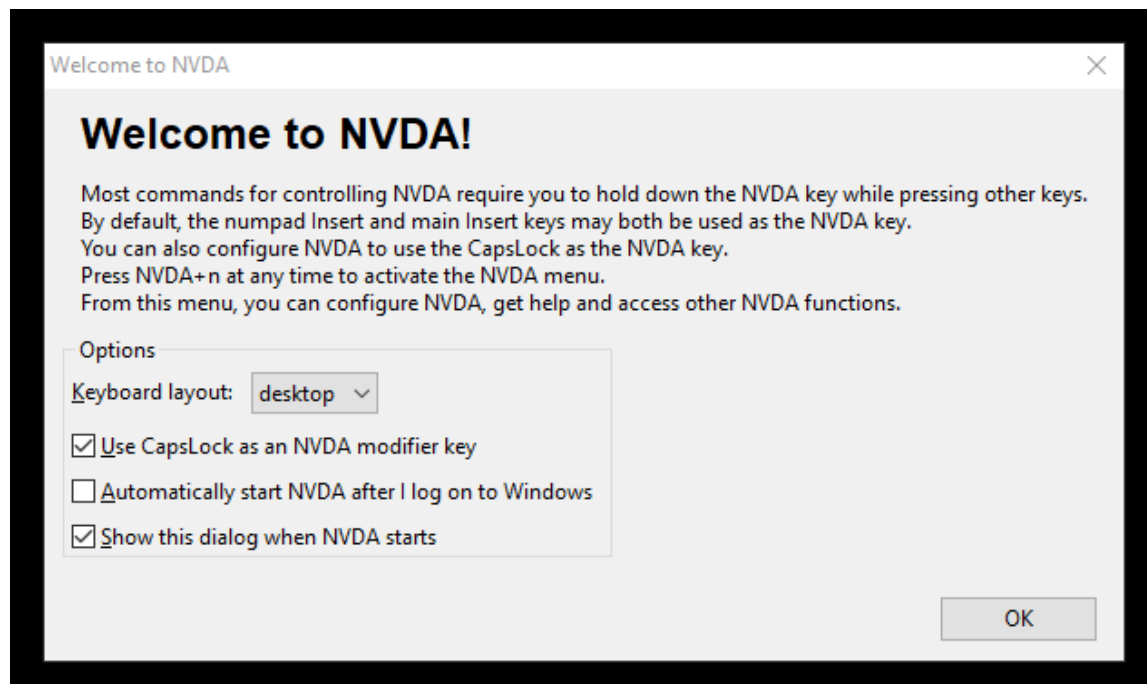 Welcome to NVDA
Welcome to NVDA!
Most commands for controlling NVDA require you to hold down the NVDA key while pressing other keys.
By default, the numpad Insert and main Insert keys may both be used as the NVDA key.
You can also configure NVDA to use the CapsLock as the NVDA key.
Press NVDA+n at any time to activate the NVDA menu.
From this menu, you can configure NVDA, get help and access other NVDA functions.
Options
Keyboard layout: desktop
Use CapsLock as an NVDA modifier key
Automatically start NVDA after I log on to Windows
Show this dialog when NVDA starts
OK